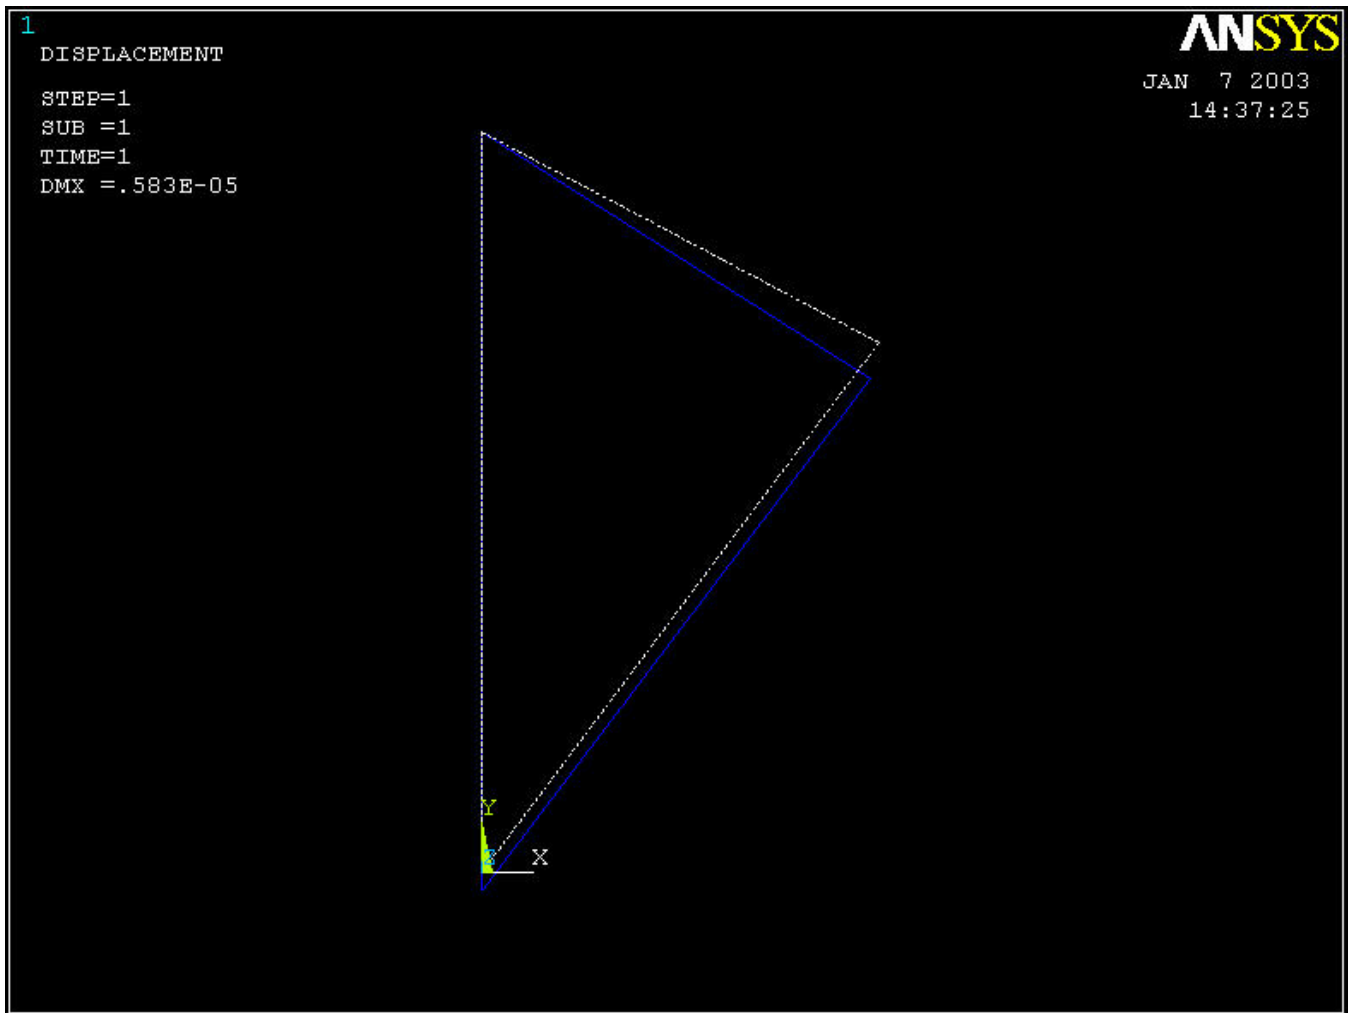 1
ANSYS
DISPLACEMENT
JAN 7 2003
STEP=1
14:37:25
SUB =1
TIME=1
DMX =.583E-05
Y
Z
X